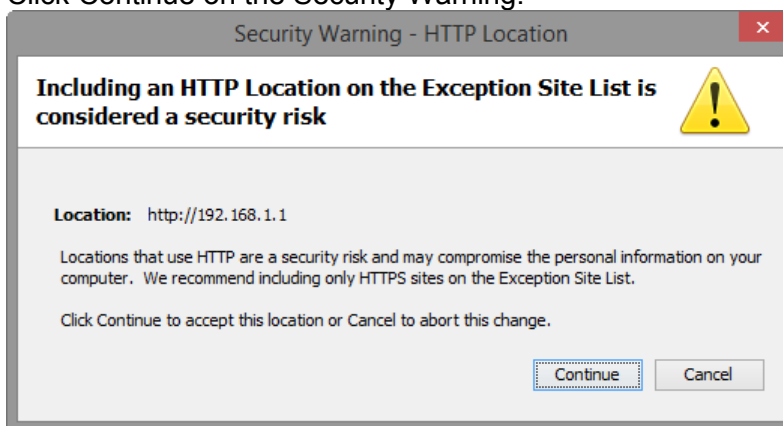 Click Continue on the Security Warning.
Security Warning - HTTP Location
Including an HTTP Location on the Exception Site List is
considered a security risk
Location: http://192.168.1.1
Locations that use HTTP are a security risk and may compromise the personal information on your
computer. We recommend including only HTTPS sites on the Exception Site List.
Click Continue to accept this location or Cancel to abort this change.
Continue Cancel